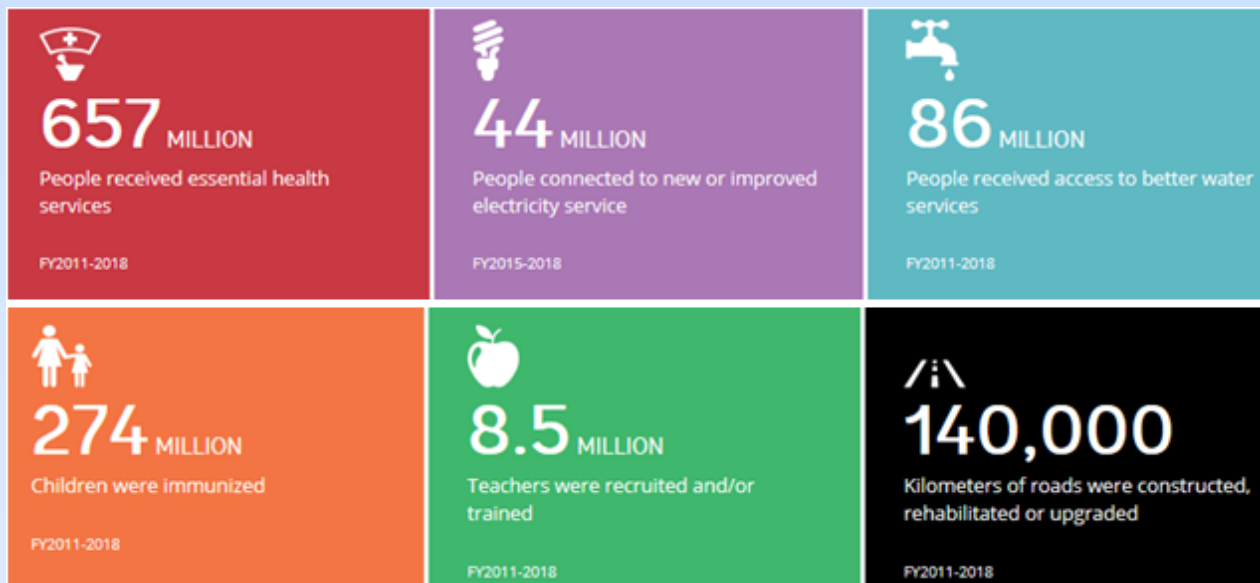 657 MILLION
People received essential health
services
FY2011-2018
44 MILLION
People connected to new or improved
electricity service
FY2015-2018
86 MILLION
People received access to better water
services
FY2011-2018
274 MILLION
Children were immunized
FY2011-2018
8.5 MILLION
Teachers were recruited and/or
trained
FY2011-2018
140,000
Kilometers of roads were constructed,
rehabilitated or upgraded
FY2011-2018